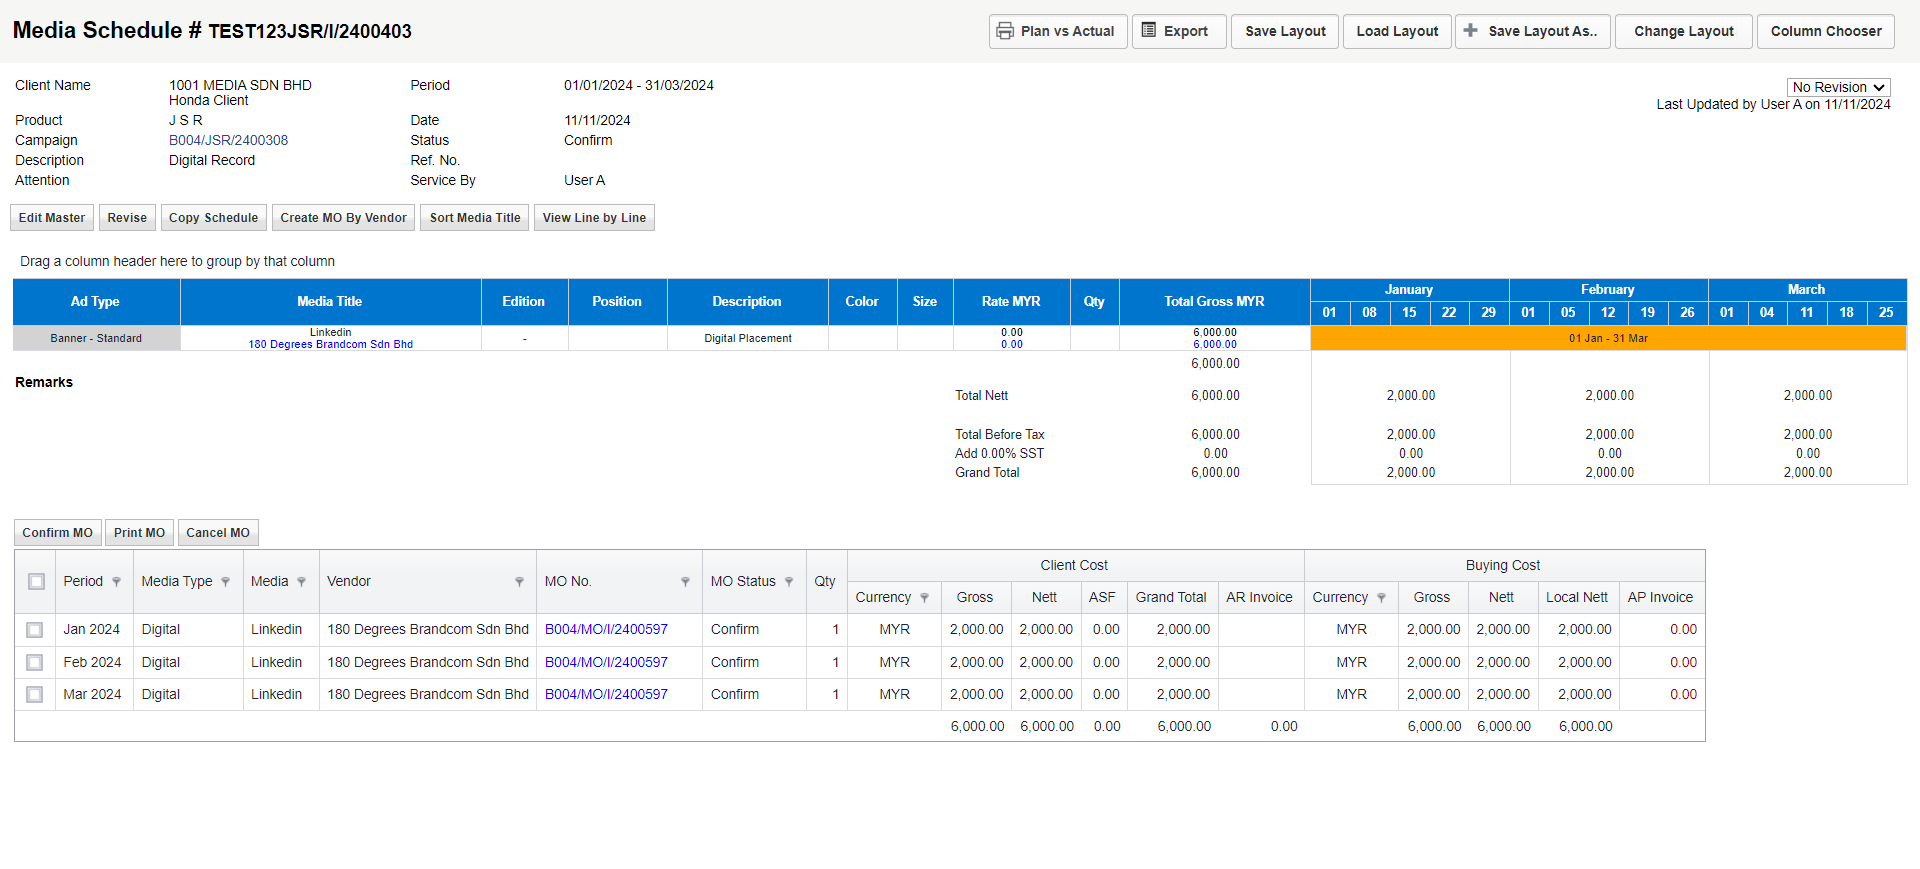 Media Schedule # TEST123JSR/I/2400403
Plan vs Actual
Export
Save Layout
Load Layout
Save Layout As..
Change Layout
Column Chooser
Client Name 1001 MEDIA SDN BHD Period 01/01/2024 - 31/03/2024
No Revision
Honda Client
Last Updated by User A on 11/11/2024
Product J S R Date 11/11/2024
Campaign B004/JSR/2400308 Status Confirm
Description Digital Record Ref. No.
Attention Service By User A
Edit Master Revise Copy Schedule Create MO By Vendor Sort Media Title View Line by Line
Drag a column header here to group by that column
Ad Type Media Title Edition Position Description Color Size Rate MYR Qty Total Gross MYR January February March
01 08 15 22 29 01 05 12 19 26 01 04 11 18 25
Banner - Standard Linkedin - Digital Placement 0.00 6,000.00 01 Jan - 31 Mar
180 Degrees Brandcom Sdn Bhd 0.00 6,000.00
6,000.00
Remarks
Total Nett 6,000.00 2,000.00 2,000.00 2,000.00
Total Before Tax 6,000.00 2,000.00 2,000.00 2,000.00
Add 0.00% SST 0.00 0.00 0.00 0.00
Grand Total 6,000.00 2,000.00 2,000.00 2,000.00
Confirm MO Print MO Cancel MO
Client Cost Buying Cost
Period Media Type Media Vendor MO No. MO Status Qty
Currency Gross Nett ASF Grand Total AR Invoice Currency Gross Nett Local Nett AP Invoice
Jan 2024 Digital Linkedin 180 Degrees Brandcom Sdn Bhd B004/MO/I/2400597 Confirm 1 MYR 2,000.00 2,000.00 0.00 2,000.00 MYR 2,000.00 2,000.00 2,000.00 0.00
Feb 2024 Digital Linkedin 180 Degrees Brandcom Sdn Bhd B004/MO/I/2400597 Confirm 1 MYR 2,000.00 2,000.00 0.00 2,000.00 MYR 2,000.00 2,000.00 2,000.00 0.00
Mar 2024 Digital Linkedin 180 Degrees Brandcom Sdn Bhd B004/MO/I/2400597 Confirm 1 MYR 2,000.00 2,000.00 0.00 2,000.00 MYR 2,000.00 2,000.00 2,000.00 0.00
6,000.00 6,000.00 0.00 6,000.00 0.00 6,000.00 6,000.00 6,000.00